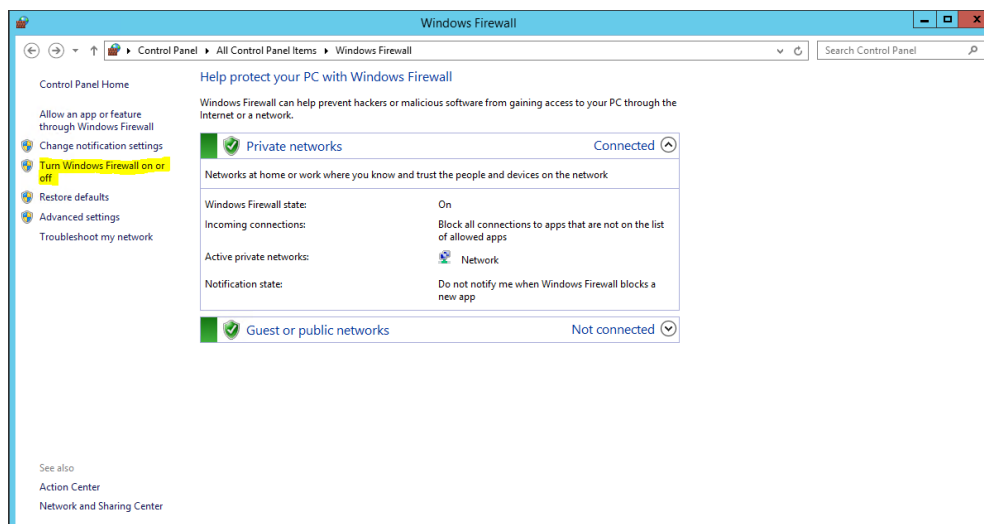 Windows Firewall
Control Panel ▸ All Control Panel Items ▸ Windows Firewall
Search Control Panel
Control Panel Home
Allow an app or feature
through Windows Firewall
Change notification settings
Turn Windows Firewall on or
off
Restore defaults
Advanced settings
Troubleshoot my network
Help protect your PC with Windows Firewall
Windows Firewall can help prevent hackers or malicious software from gaining access to your PC through the
Internet or a network.
Private networks Connected
Networks at home or work where you know and trust the people and devices on the network
Windows Firewall state: On
Incoming connections: Block all connections to apps that are not on the list
of allowed apps
Active private networks: Network
Notification state: Do not notify me when Windows Firewall blocks a
new app
Guest or public networks Not connected
See also
Action Center
Network and Sharing Center